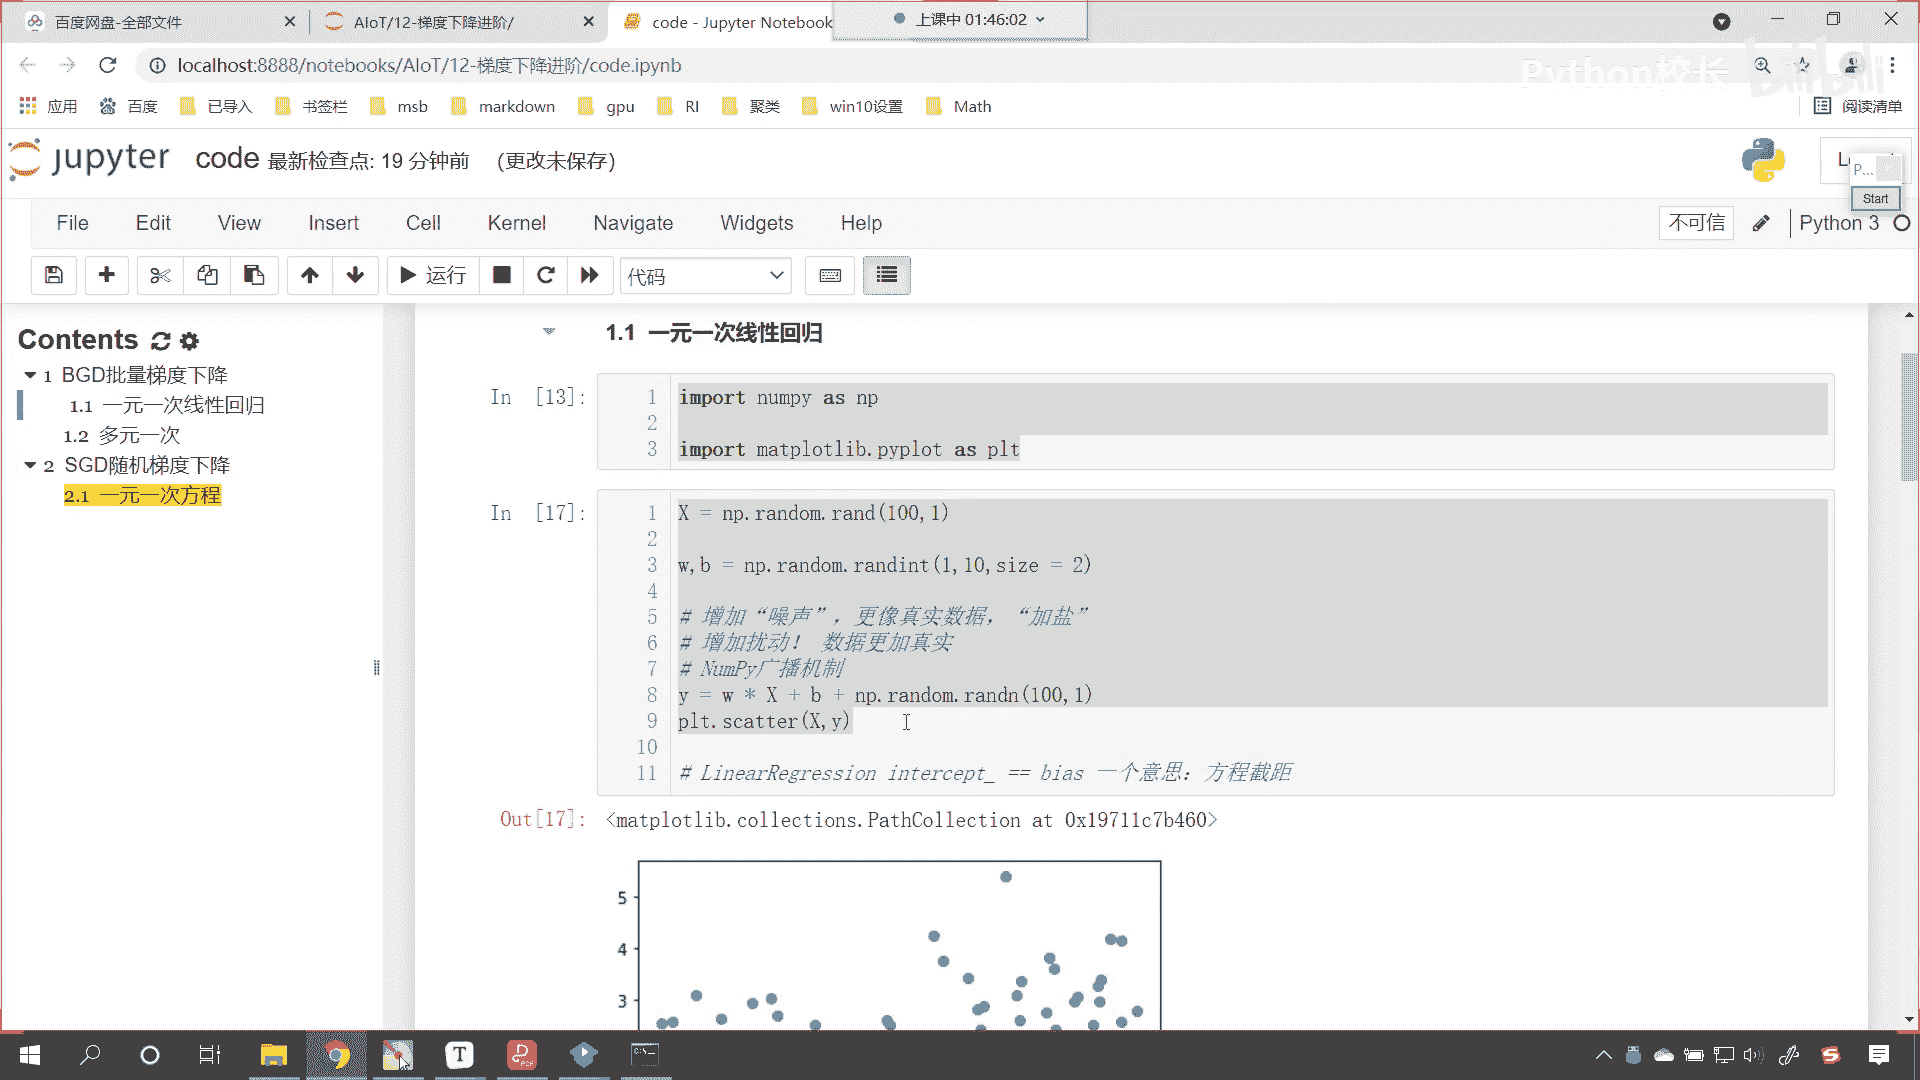 百度网盘-全部文件
AIoT/12-梯度下降进阶/
code - Jupyter Notebook
上课中 01:46:02
localhost:8888/notebooks/AIoT/12-梯度下降进阶/code.ipynb
Python校长
bilibili
应用
百度
已导入
书签栏
msb
markdown
gpu
RI
聚类
win10设置
Math
阅读清单
jupyter
code 最新检查点: 19 分钟前 (更改未保存)
P...
Start
File
Edit
View
Insert
Cell
Kernel
Navigate
Widgets
Help
不可信
Python 3
运行
代码
Contents
1 BGD批量梯度下降
1.1 一元一次线性回归
1.2 多元一次
2 SGD随机梯度下降
2.1 一元一次方程
1.1 一元一次线性回归
In [13]:
1 import numpy as np
2
3 import matplotlib.pyplot as plt
In [17]:
1 X = np.random.rand(100,1)
2
3 w,b = np.random.randint(1,10,size = 2)
4
5 # 增加“噪声”，更像真实数据，“加盐”
6 # 增加扰动！ 数据更加真实
7 # NumPy广播机制
8 y = w * X + b + np.random.randn(100,1)
9 plt.scatter(X,y)
10
11 # LinearRegression intercept_ == bias 一个意思：方程截距
Out[17]: <matplotlib.collections.PathCollection at 0x19711c7b460>
5
4
3